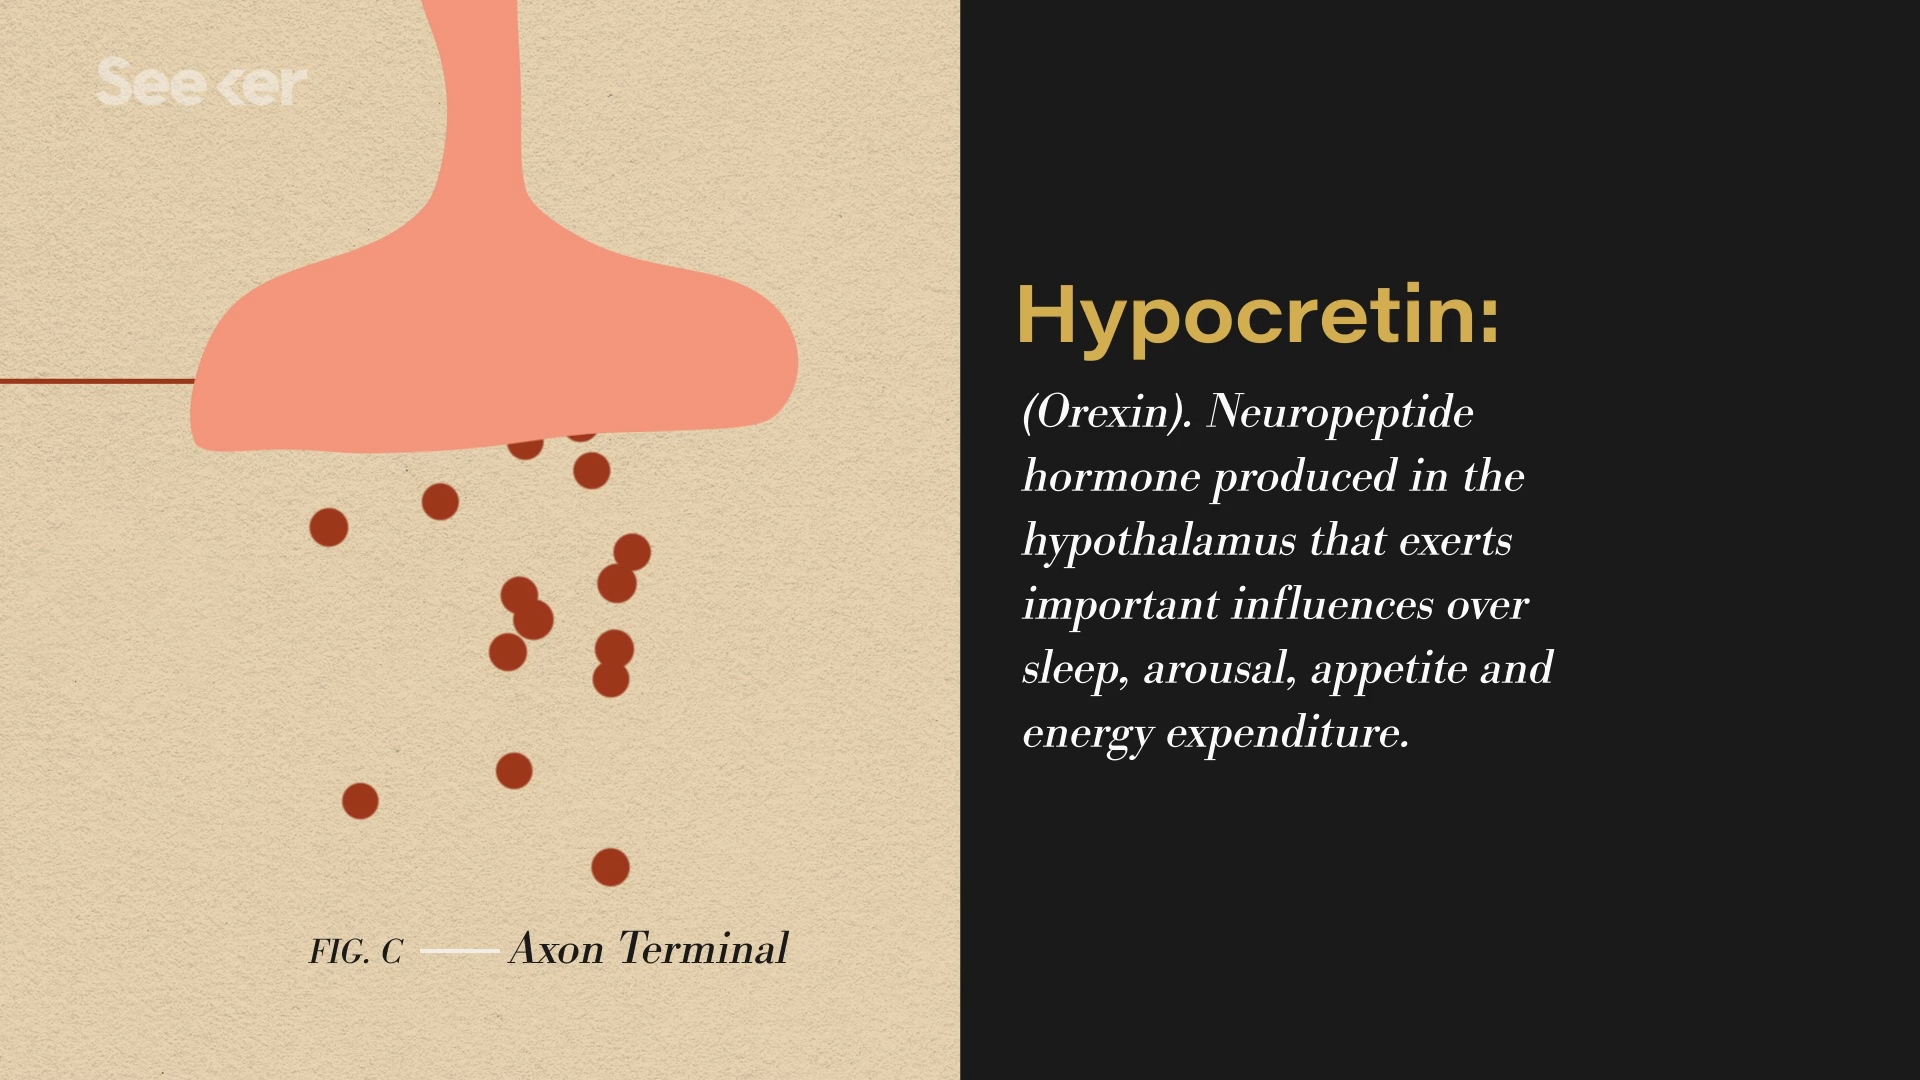 Seeker
Hypocretin:
(Orexin). Neuropeptide
hormone produced in the
hypothalamus that exerts
important influences over
sleep, arousal, appetite and
energy expenditure.
FIG. C — Axon Terminal